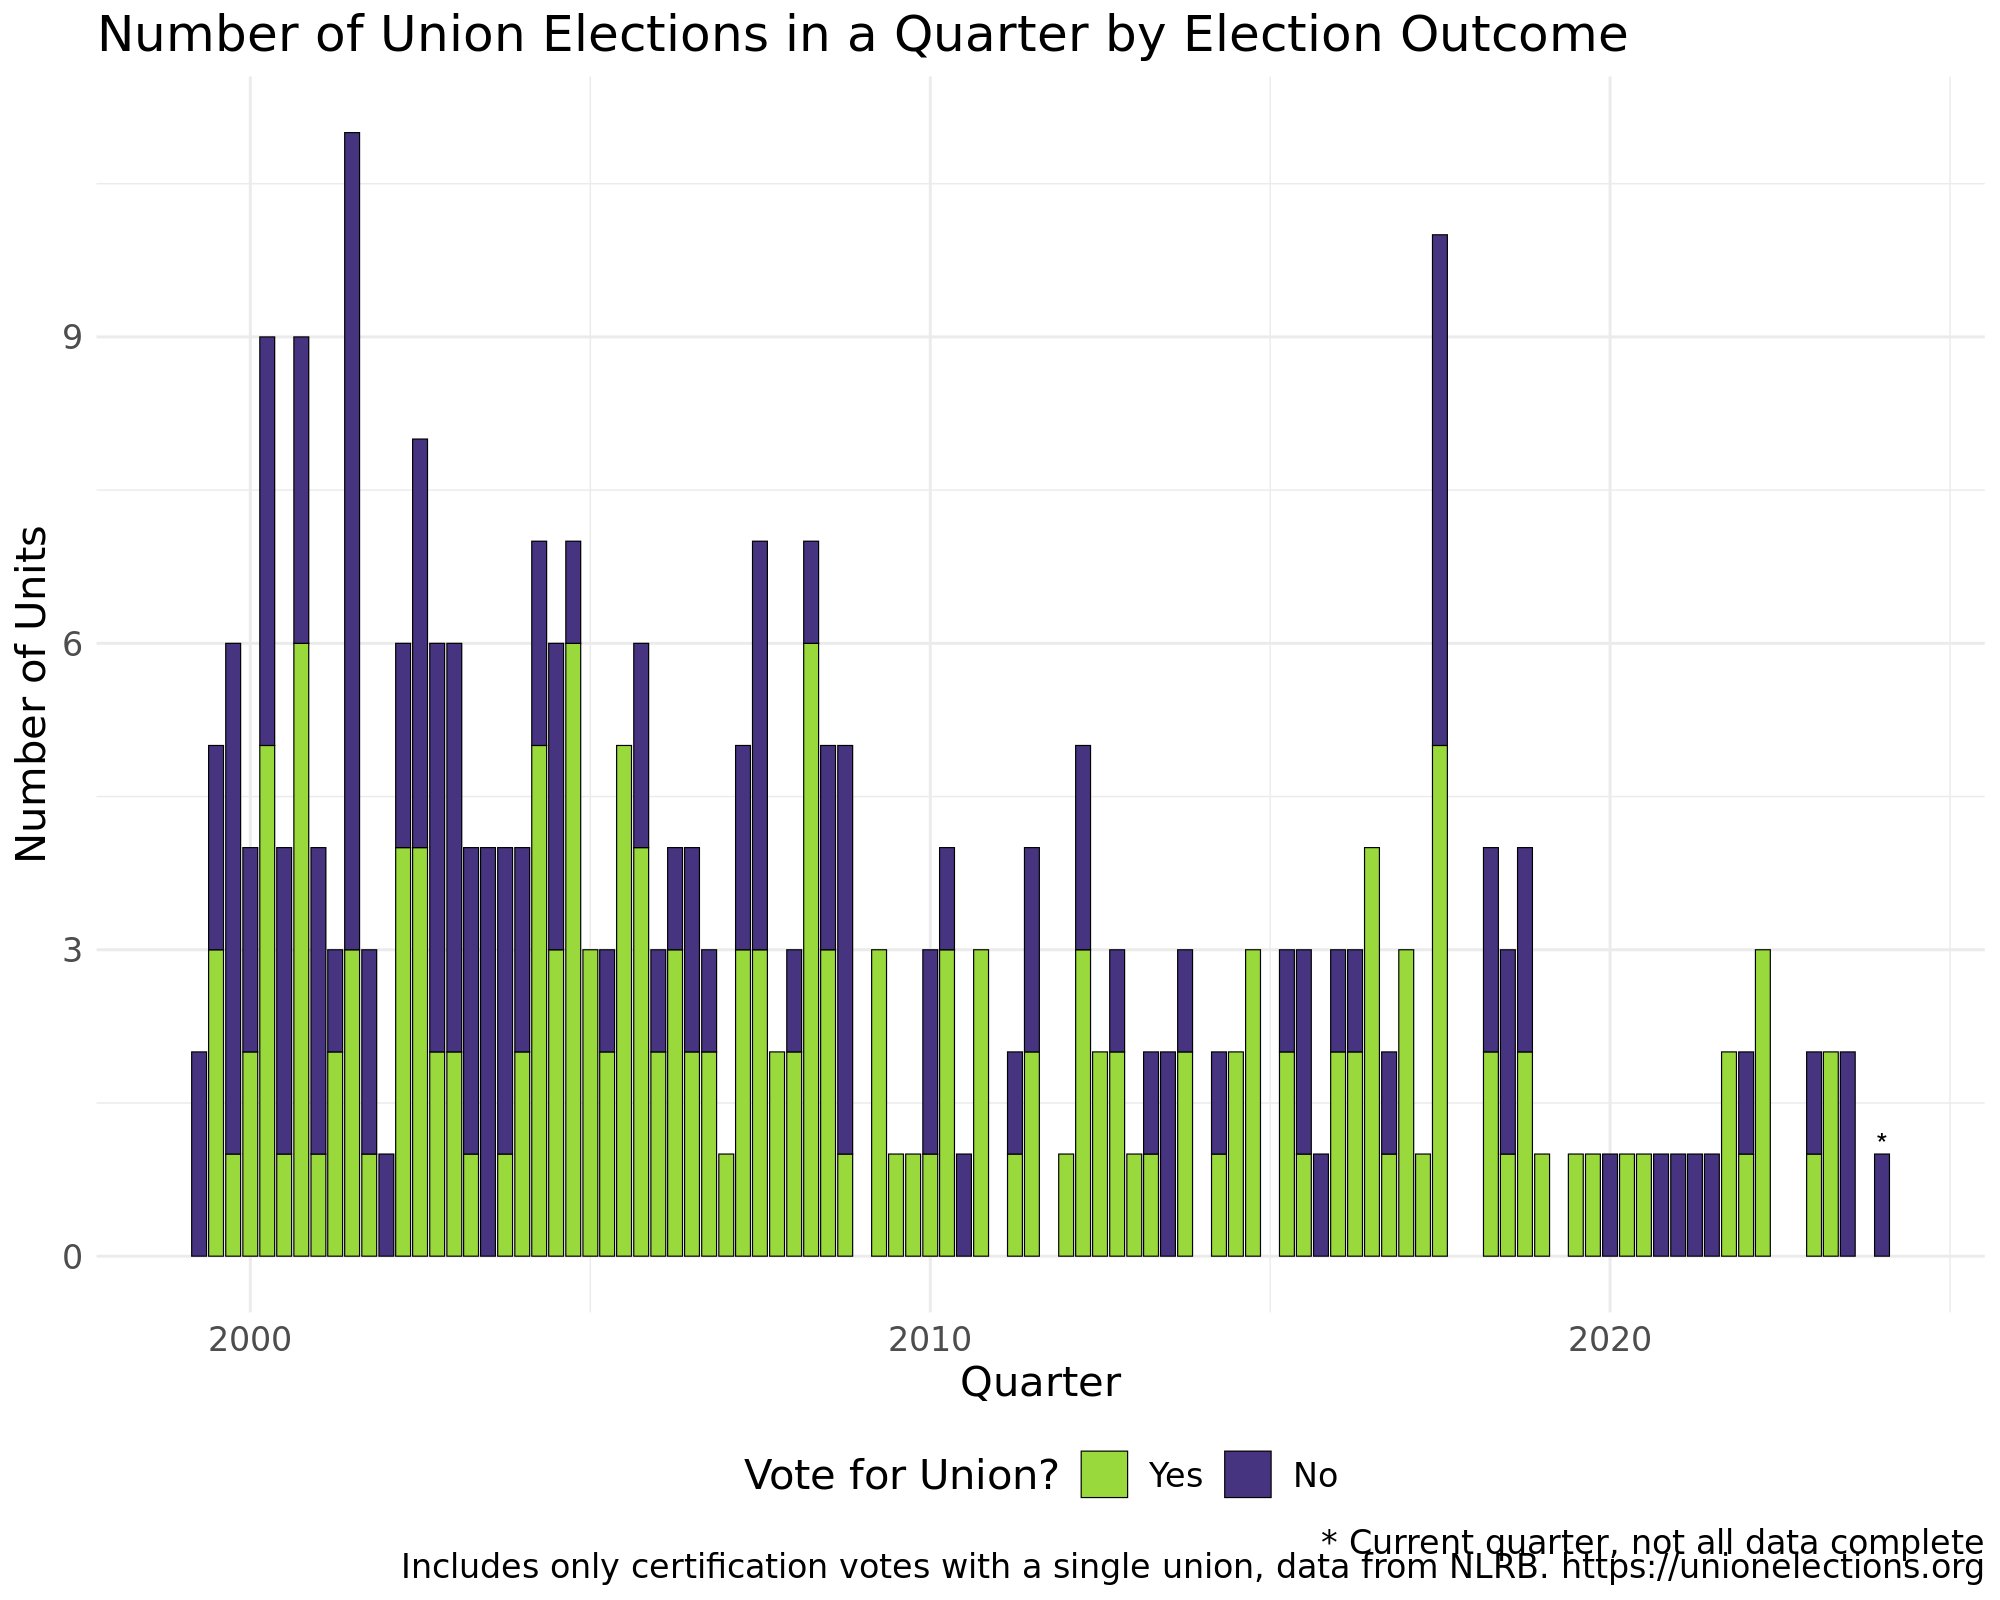 Number of Union Elections in a Quarter by Election Outcome
Number of Units
9
6
3
0
*
2000 2010 2020
Quarter
Vote for Union? Yes No
* Current quarter, not all data complete
Includes only certification votes with a single union, data from NLRB. https://unionelections.org